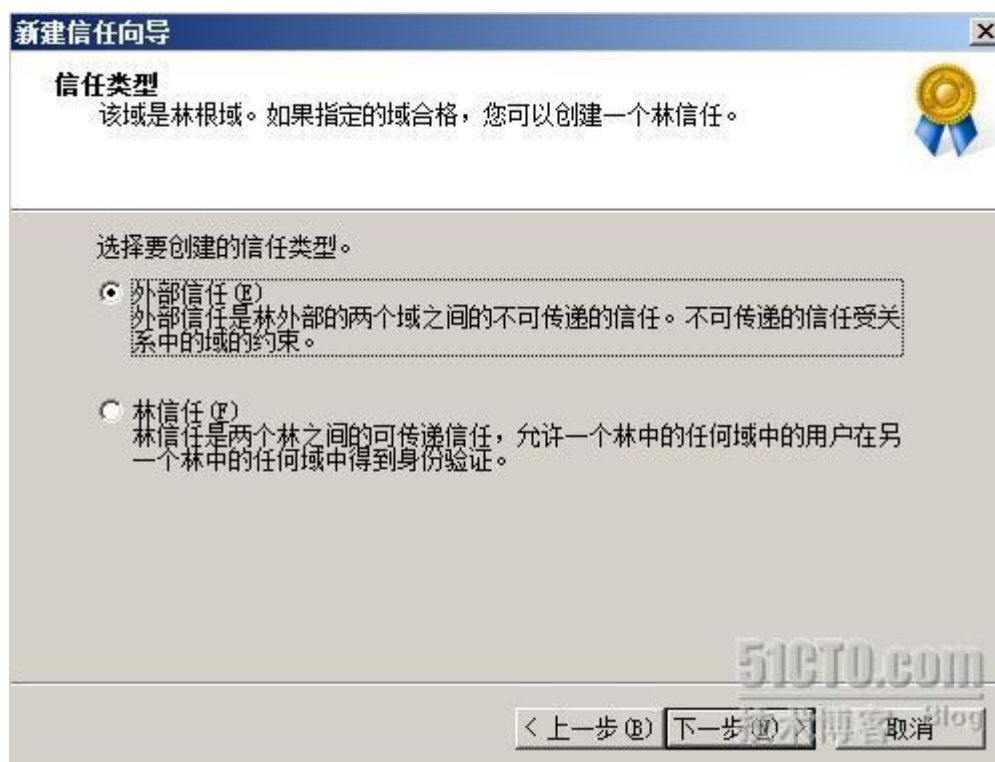 新建信任向导
信任类型
该域是林根域。如果指定的域合格，您可以创建一个林信任。
选择要创建的信任类型。
外部信任(E)
外部信任是林外部的两个域之间的不可传递的信任。不可传递的信任受关
系中的域的约束。
林信任(F)
林信任是两个林之间的可传递信任，允许一个林中的任何域中的用户在另
一个林中的任何域中得到身份验证。
51CTO.com
< 上一步(B) 下一步(N) > 取消
技术博客 Blog